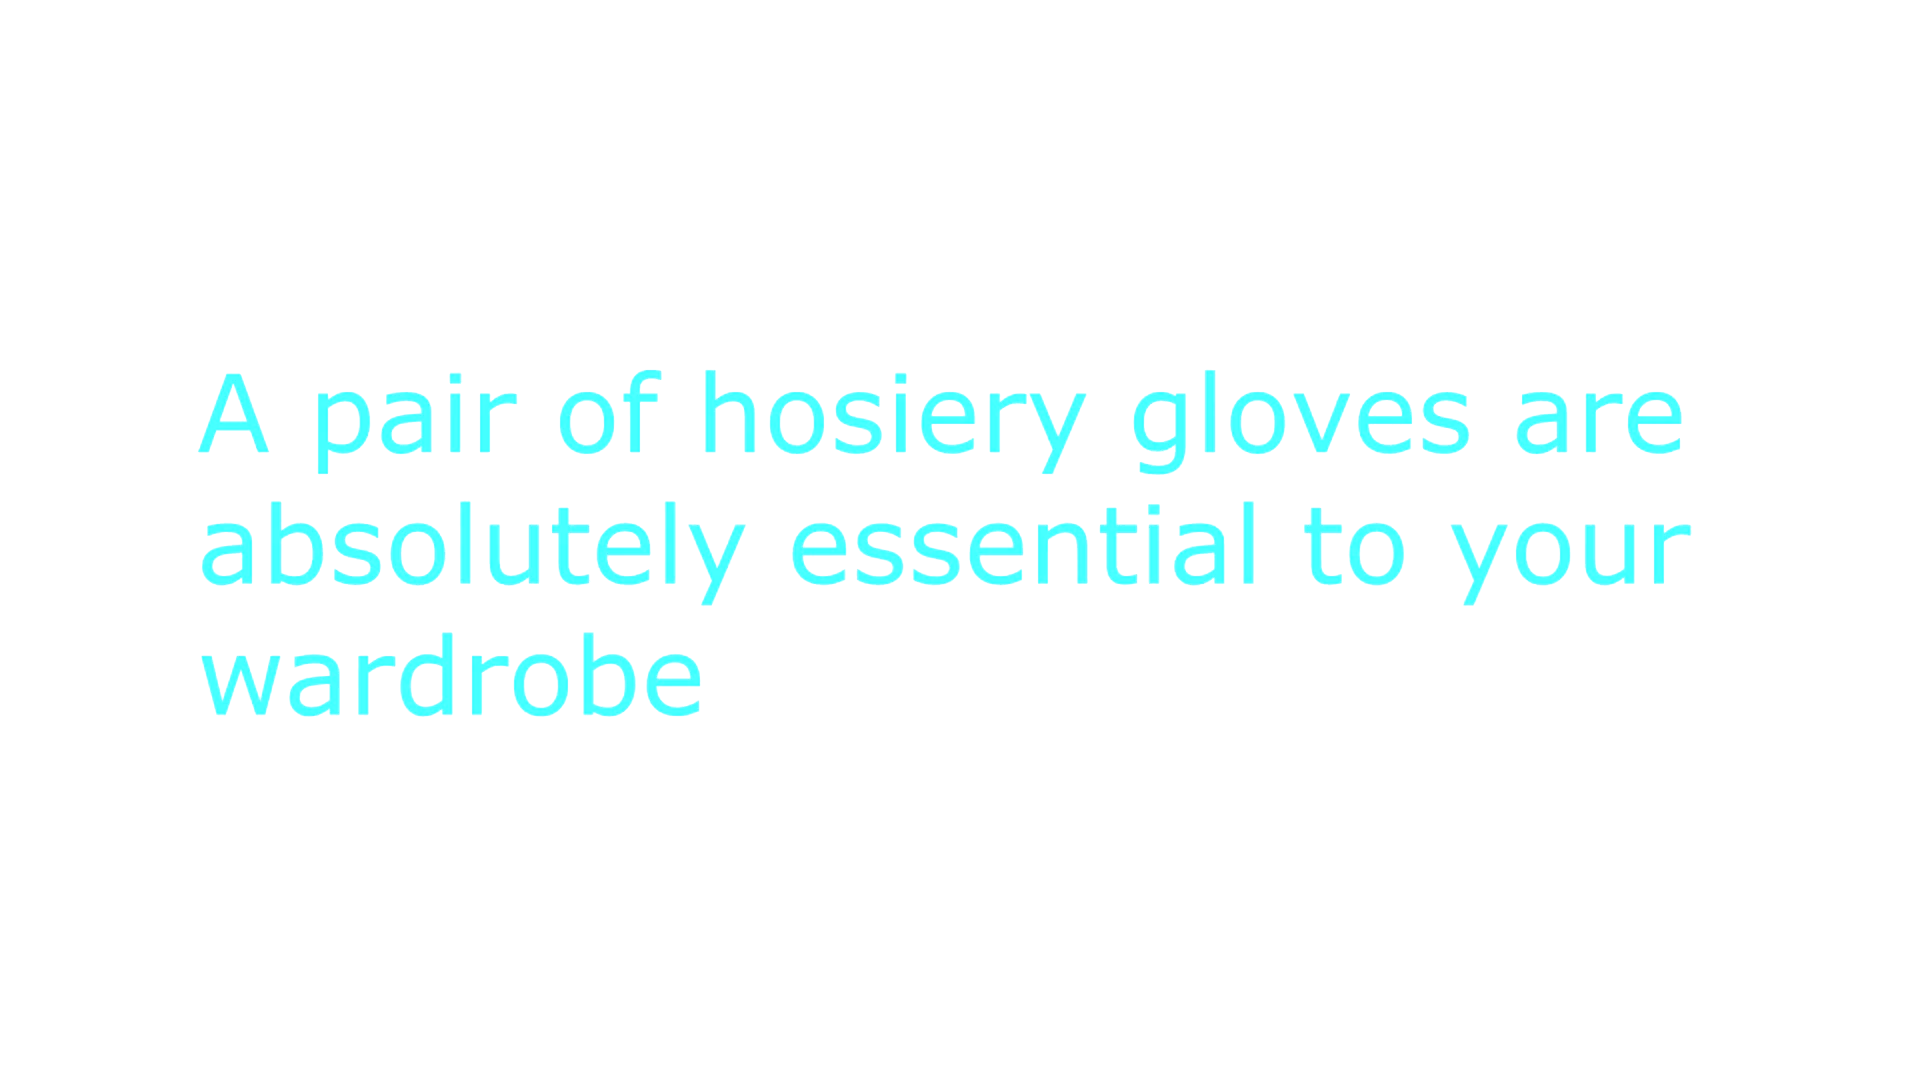 A pair of hosiery gloves are
absolutely essential to your
wardrobe